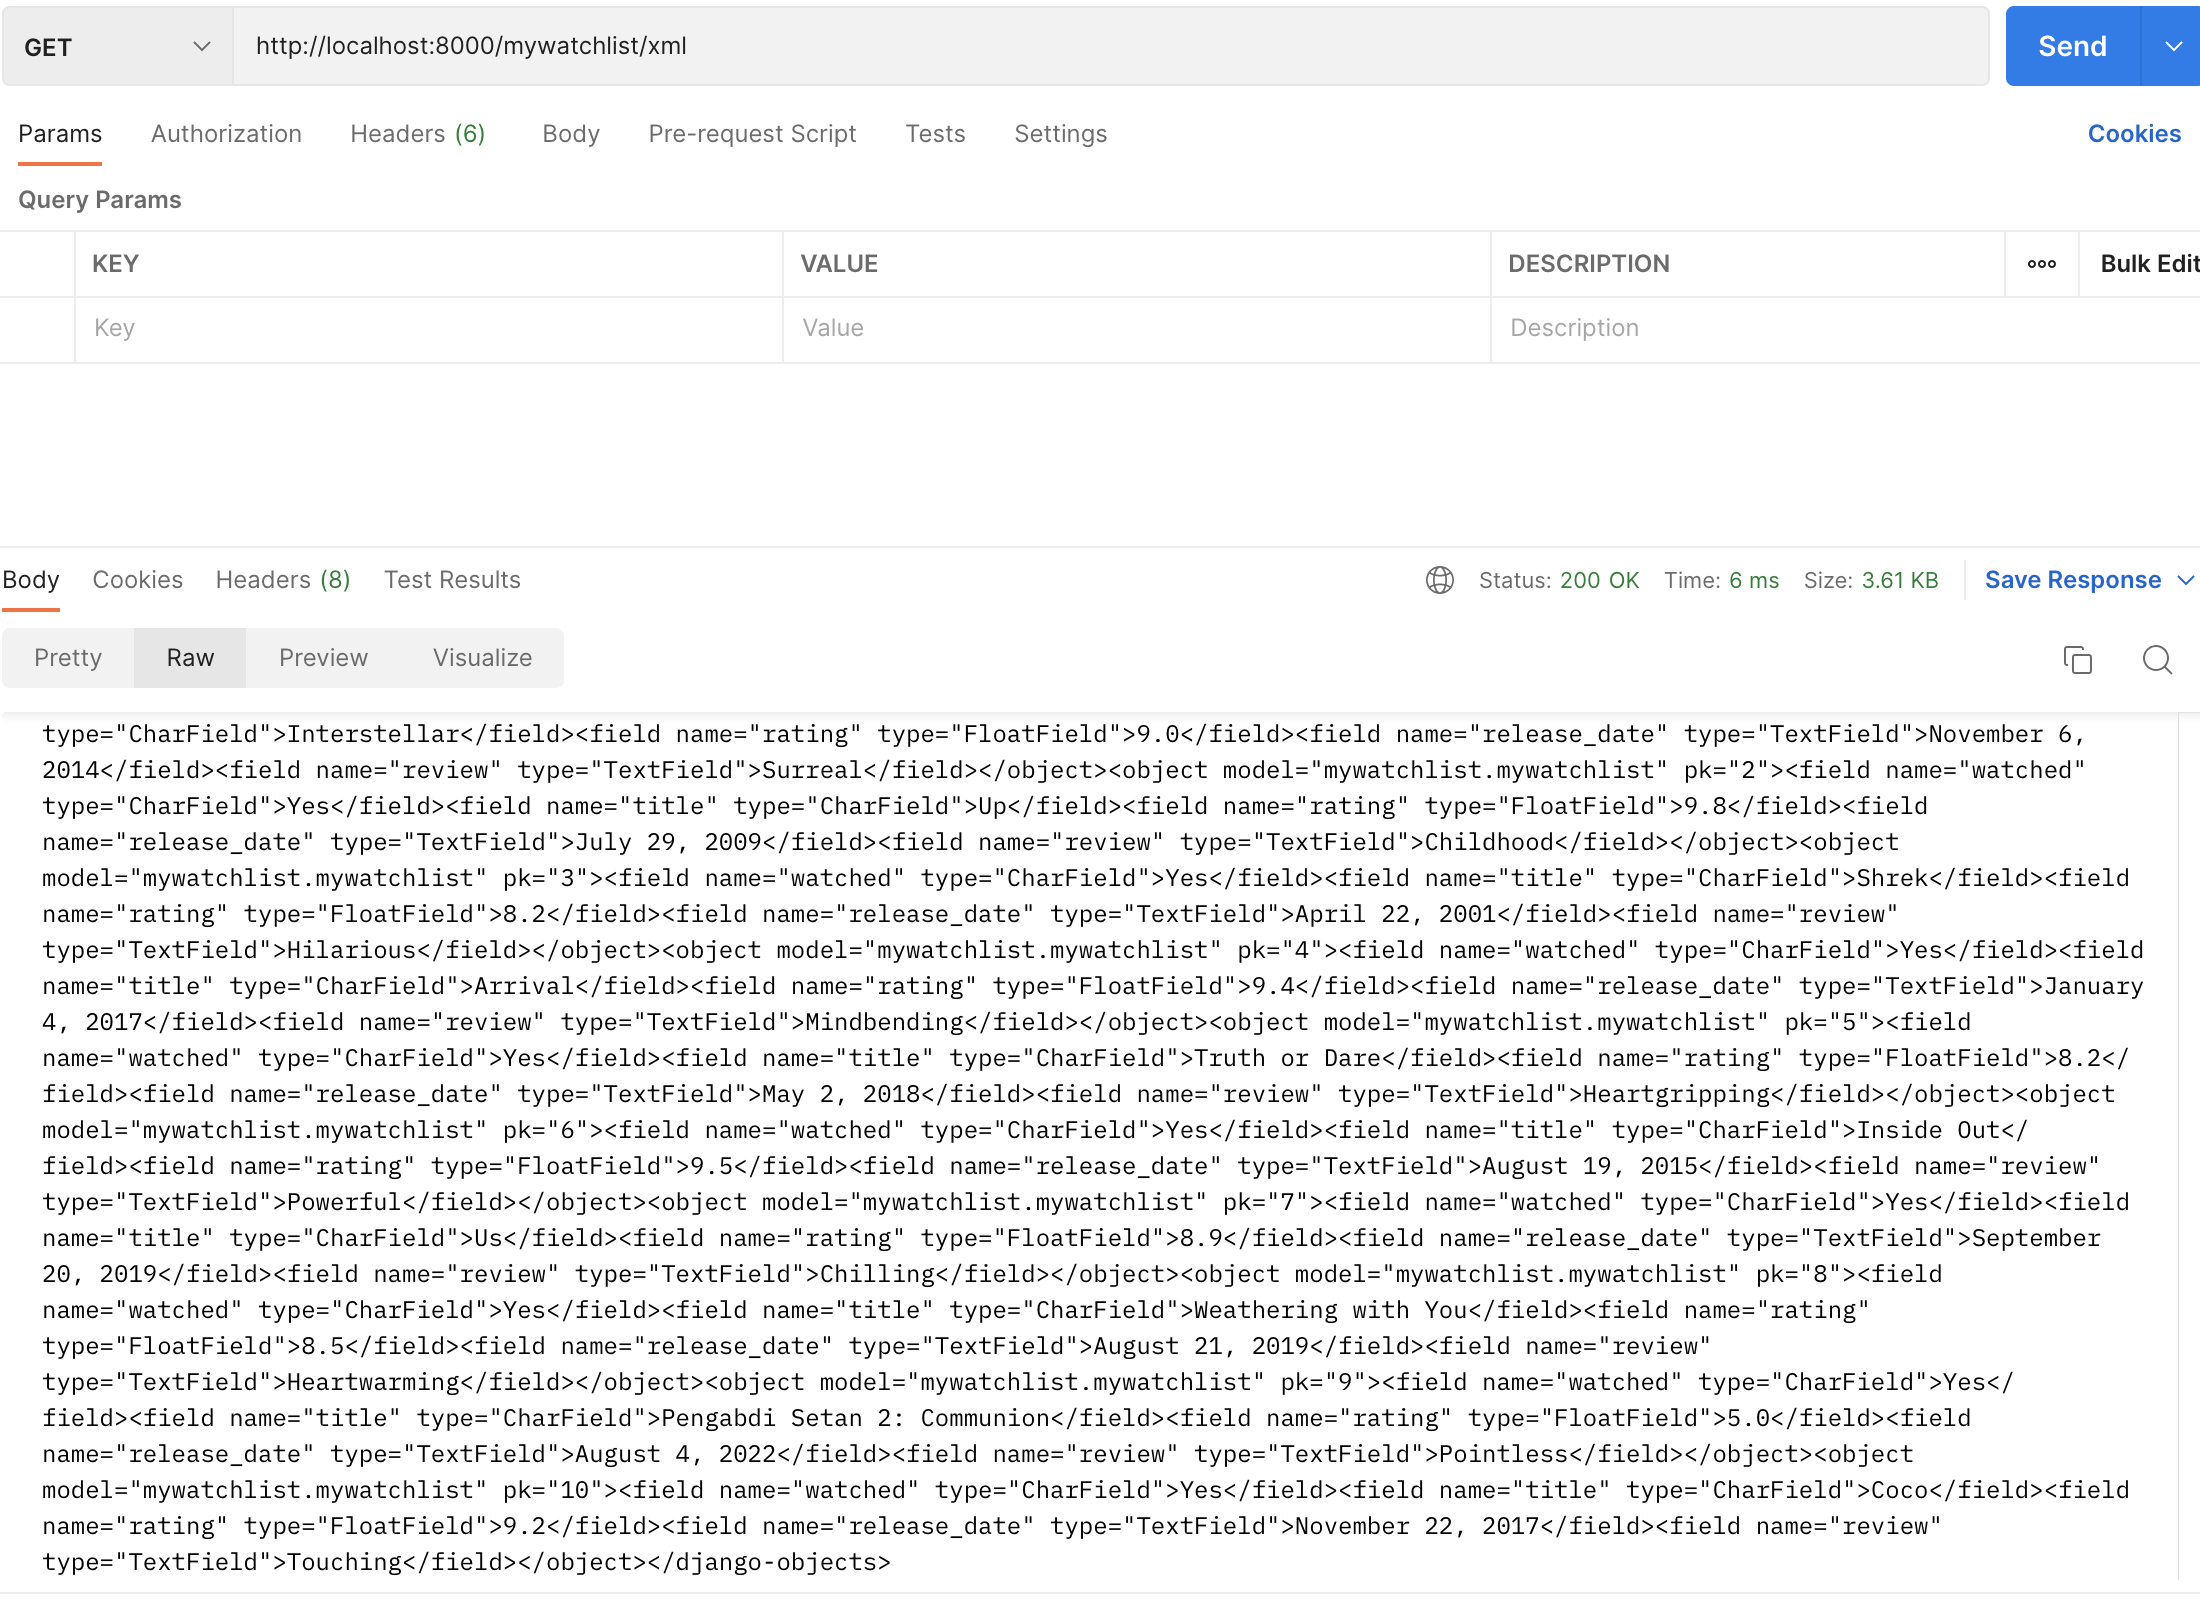 GET http://localhost:8000/mywatchlist/xml Send
Params Authorization Headers (6) Body Pre-request Script Tests Settings Cookies
Query Params
KEY VALUE DESCRIPTION ooo Bulk Edit
Key Value Description
Body Cookies Headers (8) Test Results Status: 200 OK Time: 6 ms Size: 3.61 KB Save Response
Pretty Raw Preview Visualize
type="CharField">Interstellar</field><field name="rating" type="FloatField">9.0</field><field name="release_date" type="TextField">November 6,
2014</field><field name="review" type="TextField">Surreal</field></object><object model="mywatchlist.mywatchlist" pk="2"><field name="watched"
type="CharField">Yes</field><field name="title" type="CharField">Up</field><field name="rating" type="FloatField">9.8</field><field
name="release_date" type="TextField">July 29, 2009</field><field name="review" type="TextField">Childhood</field></object><object
model="mywatchlist.mywatchlist" pk="3"><field name="watched" type="CharField">Yes</field><field name="title" type="CharField">Shrek</field><field
name="rating" type="FloatField">8.2</field><field name="release_date" type="TextField">April 22, 2001</field><field name="review"
type="TextField">Hilarious</field></object><object model="mywatchlist.mywatchlist" pk="4"><field name="watched" type="CharField">Yes</field><field
name="title" type="CharField">Arrival</field><field name="rating" type="FloatField">9.4</field><field name="release_date" type="TextField">January
4, 2017</field><field name="review" type="TextField">Mindbending</field></object><object model="mywatchlist.mywatchlist" pk="5"><field
name="watched" type="CharField">Yes</field><field name="title" type="CharField">Truth or Dare</field><field name="rating" type="FloatField">8.2</
field><field name="release_date" type="TextField">May 2, 2018</field><field name="review" type="TextField">Heartgripping</field></object><object
model="mywatchlist.mywatchlist" pk="6"><field name="watched" type="CharField">Yes</field><field name="title" type="CharField">Inside Out</
field><field name="rating" type="FloatField">9.5</field><field name="release_date" type="TextField">August 19, 2015</field><field name="review"
type="TextField">Powerful</field></object><object model="mywatchlist.mywatchlist" pk="7"><field name="watched" type="CharField">Yes</field><field
name="title" type="CharField">Us</field><field name="rating" type="FloatField">8.9</field><field name="release_date" type="TextField">September
20, 2019</field><field name="review" type="TextField">Chilling</field></object><object model="mywatchlist.mywatchlist" pk="8"><field
name="watched" type="CharField">Yes</field><field name="title" type="CharField">Weathering with You</field><field name="rating"
type="FloatField">8.5</field><field name="release_date" type="TextField">August 21, 2019</field><field name="review"
type="TextField">Heartwarming</field></object><object model="mywatchlist.mywatchlist" pk="9"><field name="watched" type="CharField">Yes</
field><field name="title" type="CharField">Pengabdi Setan 2: Communion</field><field name="rating" type="FloatField">5.0</field><field
name="release_date" type="TextField">August 4, 2022</field><field name="review" type="TextField">Pointless</field></object><object
model="mywatchlist.mywatchlist" pk="10"><field name="watched" type="CharField">Yes</field><field name="title" type="CharField">Coco</field><field
name="rating" type="FloatField">9.2</field><field name="release_date" type="TextField">November 22, 2017</field><field name="review"
type="TextField">Touching</field></object></django-objects>